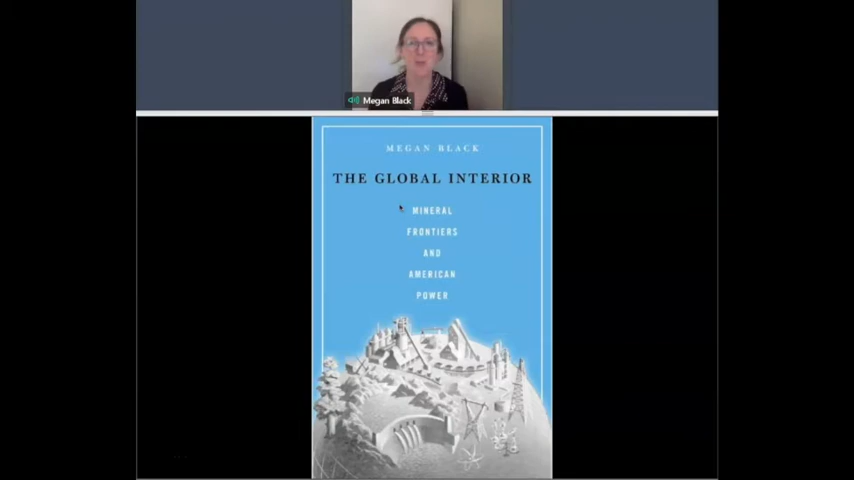 Megan Black
MEGAN BLACK
THE GLOBAL INTERIOR
MINERAL
FRONTIERS
AND
AMERICAN
POWER